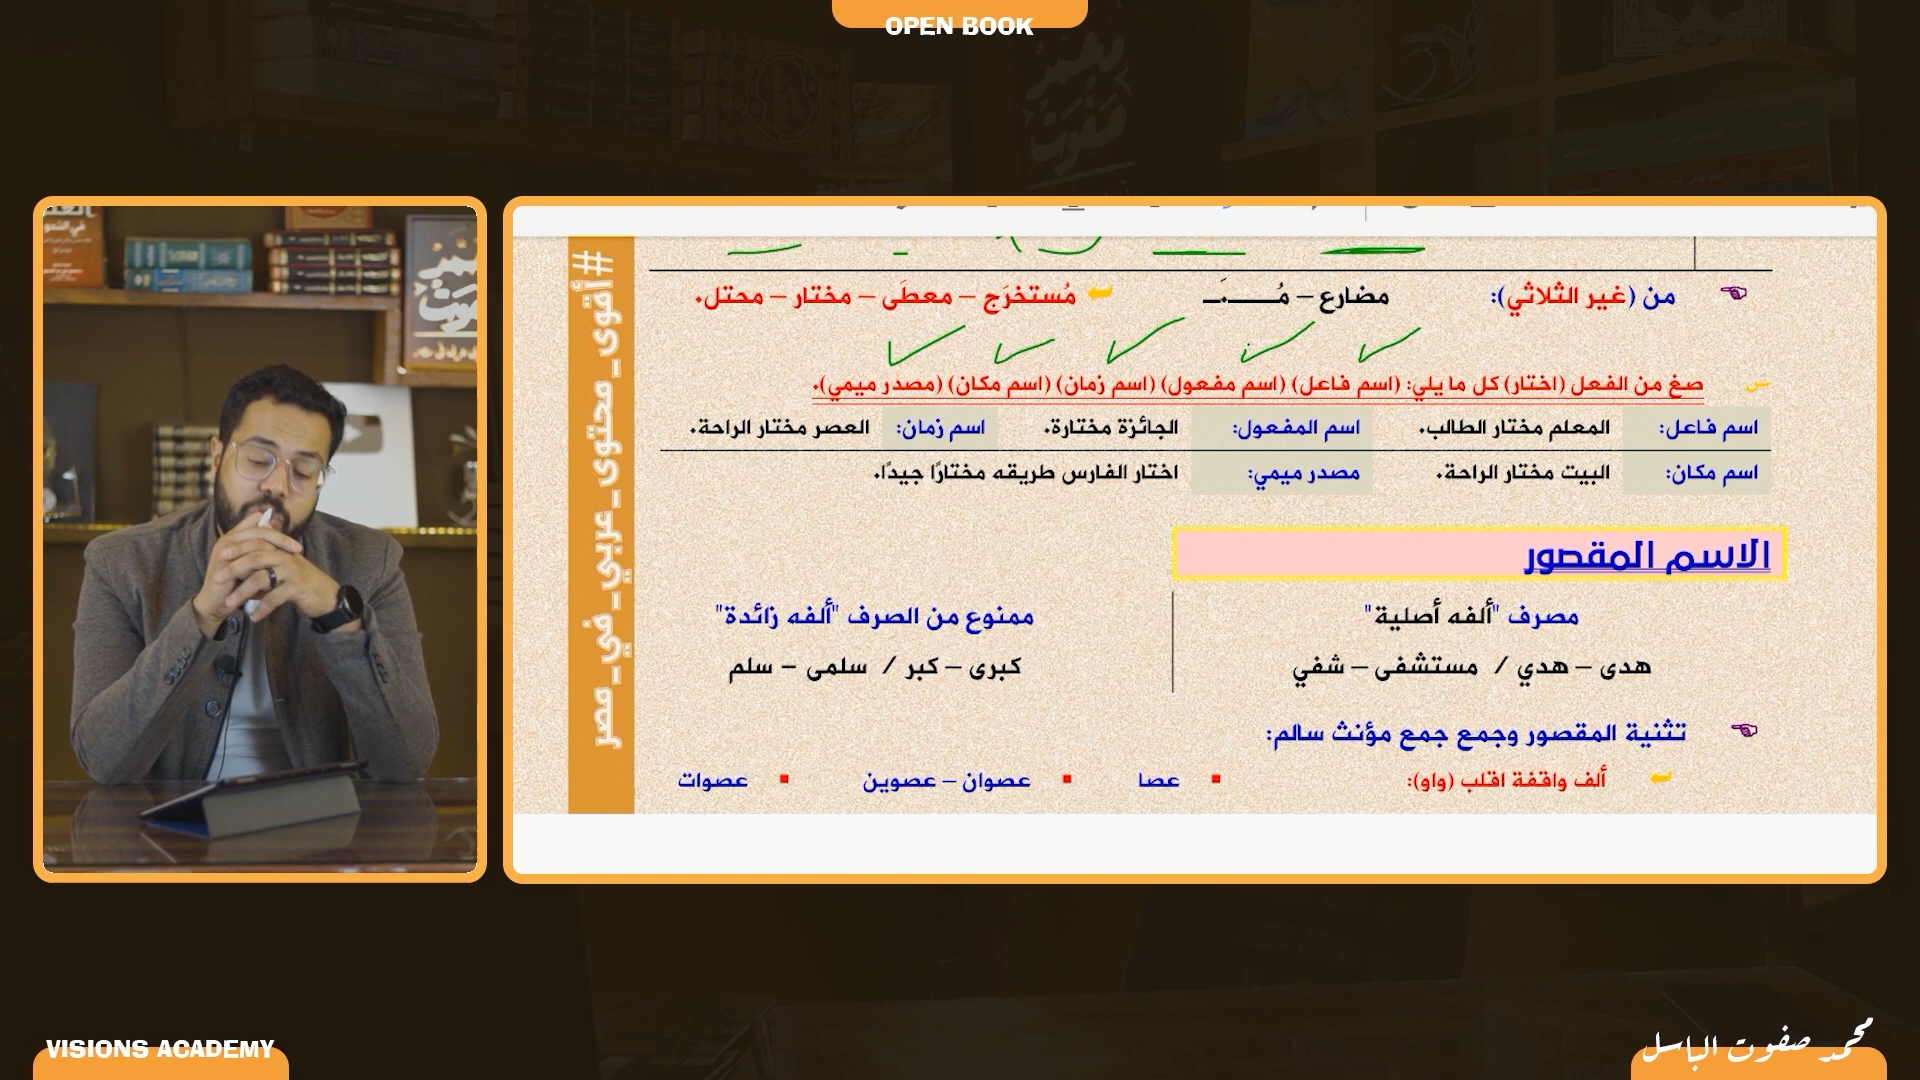 OPEN BOOK
#أقوى_محتوى_عربي_في_مصر
من (غير الثلاثي): مضارع – مُـــــَـ مُستخرَج – معطَى – مختار – محتل.
س صغ من الفعل (اختار) كل ما يلي: (اسم فاعل) (اسم مفعول) (اسم زمان) (اسم مكان) (مصدر ميمي).
اسم فاعل: المعلم مختار الطالب. اسم المفعول: الجائزة مختارة. اسم زمان: العصر مختار الراحة.
اسم مكان: البيت مختار الراحة. مصدر ميمي: اختار الفارس طريقه مختارًا جيدًا.
الاسم المقصور
مصرف "ألفه أصلية" ممنوع من الصرف "ألفه زائدة"
هدى – هدي / مستشفى – شفي كبرى – كبر / سلمى – سلم
تثنية المقصور وجمع جمع مؤنث سالم:
ألف واقفة اقلب (واو): عصا عصوان – عصوين عصوات
VISIONS ACADEMY
محمد صفوت الباسل